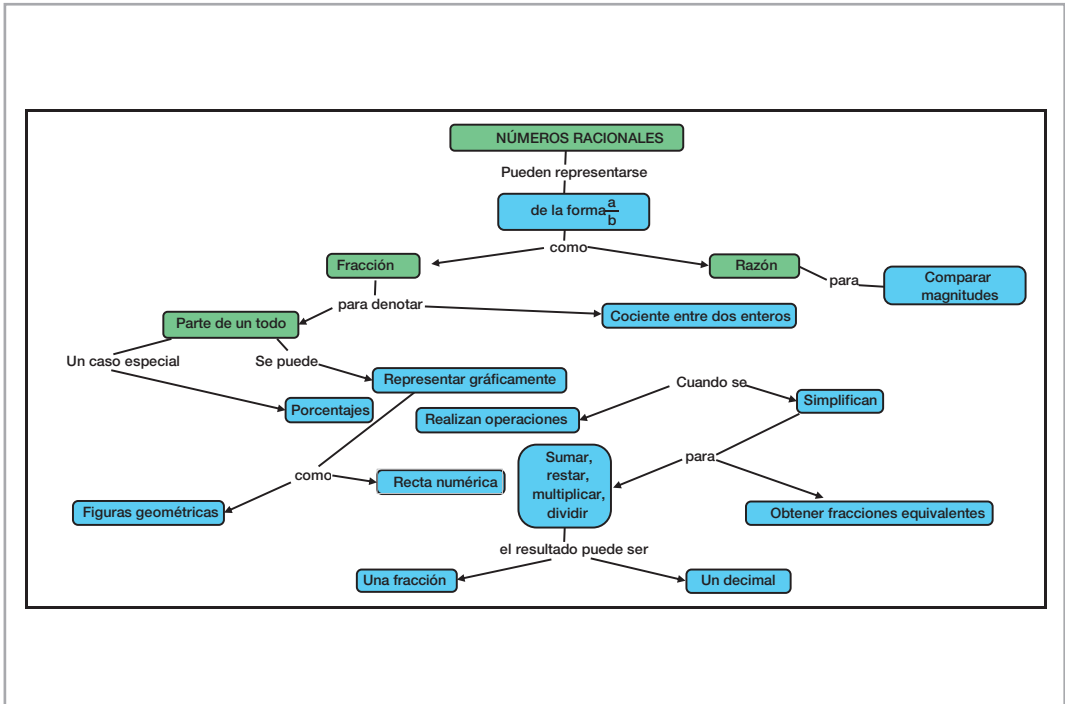 NÚMEROS RACIONALES
Pueden representarse
de la forma a/b
como
Fracción
Razón
para
Comparar
magnitudes
para denotar
Parte de un todo
Cociente entre dos enteros
Un caso especial
Se puede
Representar gráficamente
Cuando se
Porcentajes
Realizan operaciones
Simplifican
como
Recta numérica
Sumar,
restar,
multiplicar,
dividir
para
Figuras geométricas
Obtener fracciones equivalentes
el resultado puede ser
Una fracción
Un decimal